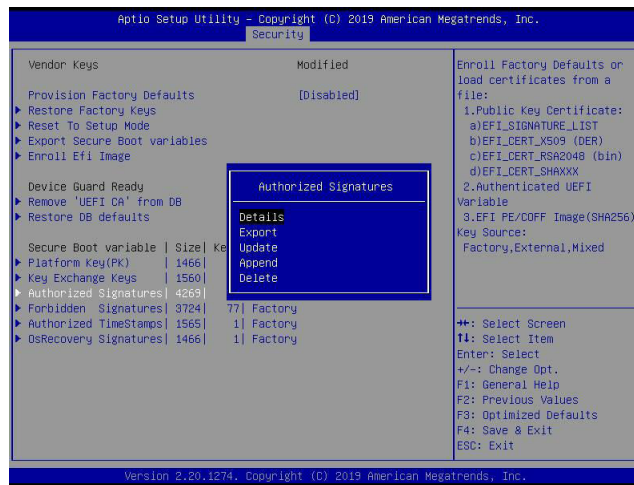 Aptio Setup Utility – Copyright (C) 2019 American Megatrends, Inc.
Security
Vendor Keys Modified
Provision Factory Defaults [Disabled]
Restore Factory Keys
Reset To Setup Mode
Export Secure Boot variables
Enroll Efi Image
Device Guard Ready
Remove 'UEFI CA' from DB
Restore DB defaults
Secure Boot variable | Size| Ke
Platform Key(PK) | 1466|
Key Exchange Keys | 1560|
Authorized Signatures| 4269|
Forbidden Signatures| 3724| 77| Factory
Authorized TimeStamps| 1565| 1| Factory
OsRecovery Signatures| 1466| 1| Factory
Authorized Signatures
Details
Export
Update
Append
Delete
Enroll Factory Defaults or
load certificates from a
file:
1.Public Key Certificate:
a)EFI_SIGNATURE_LIST
b)EFI_CERT_X509 (DER)
c)EFI_CERT_RSA2048 (bin)
d)EFI_CERT_SHAXXX
2.Authenticated UEFI
Variable
3.EFI PE/COFF Image(SHA256)
Key Source:
Factory,External,Mixed
→←: Select Screen
↑↓: Select Item
Enter: Select
+/-: Change Opt.
F1: General Help
F2: Previous Values
F3: Optimized Defaults
F4: Save & Exit
ESC: Exit
Version 2.20.1274. Copyright (C) 2019 American Megatrends, Inc.